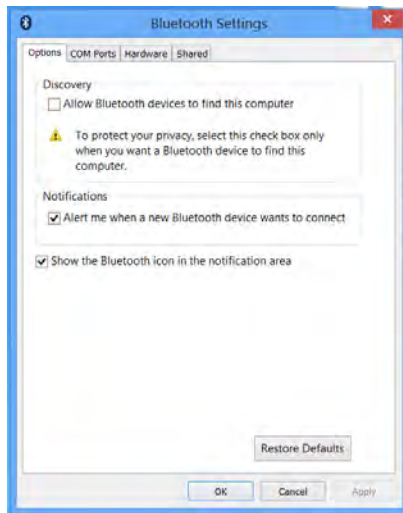 Bluetooth Settings
Options COM Ports Hardware Shared
Discovery
Allow Bluetooth devices to find this computer
To protect your privacy, select this check box only
when you want a Bluetooth device to find this
computer.
Notifications
Alert me when a new Bluetooth device wants to connect
Show the Bluetooth icon in the notification area
Restore Defaults
OK Cancel Apply